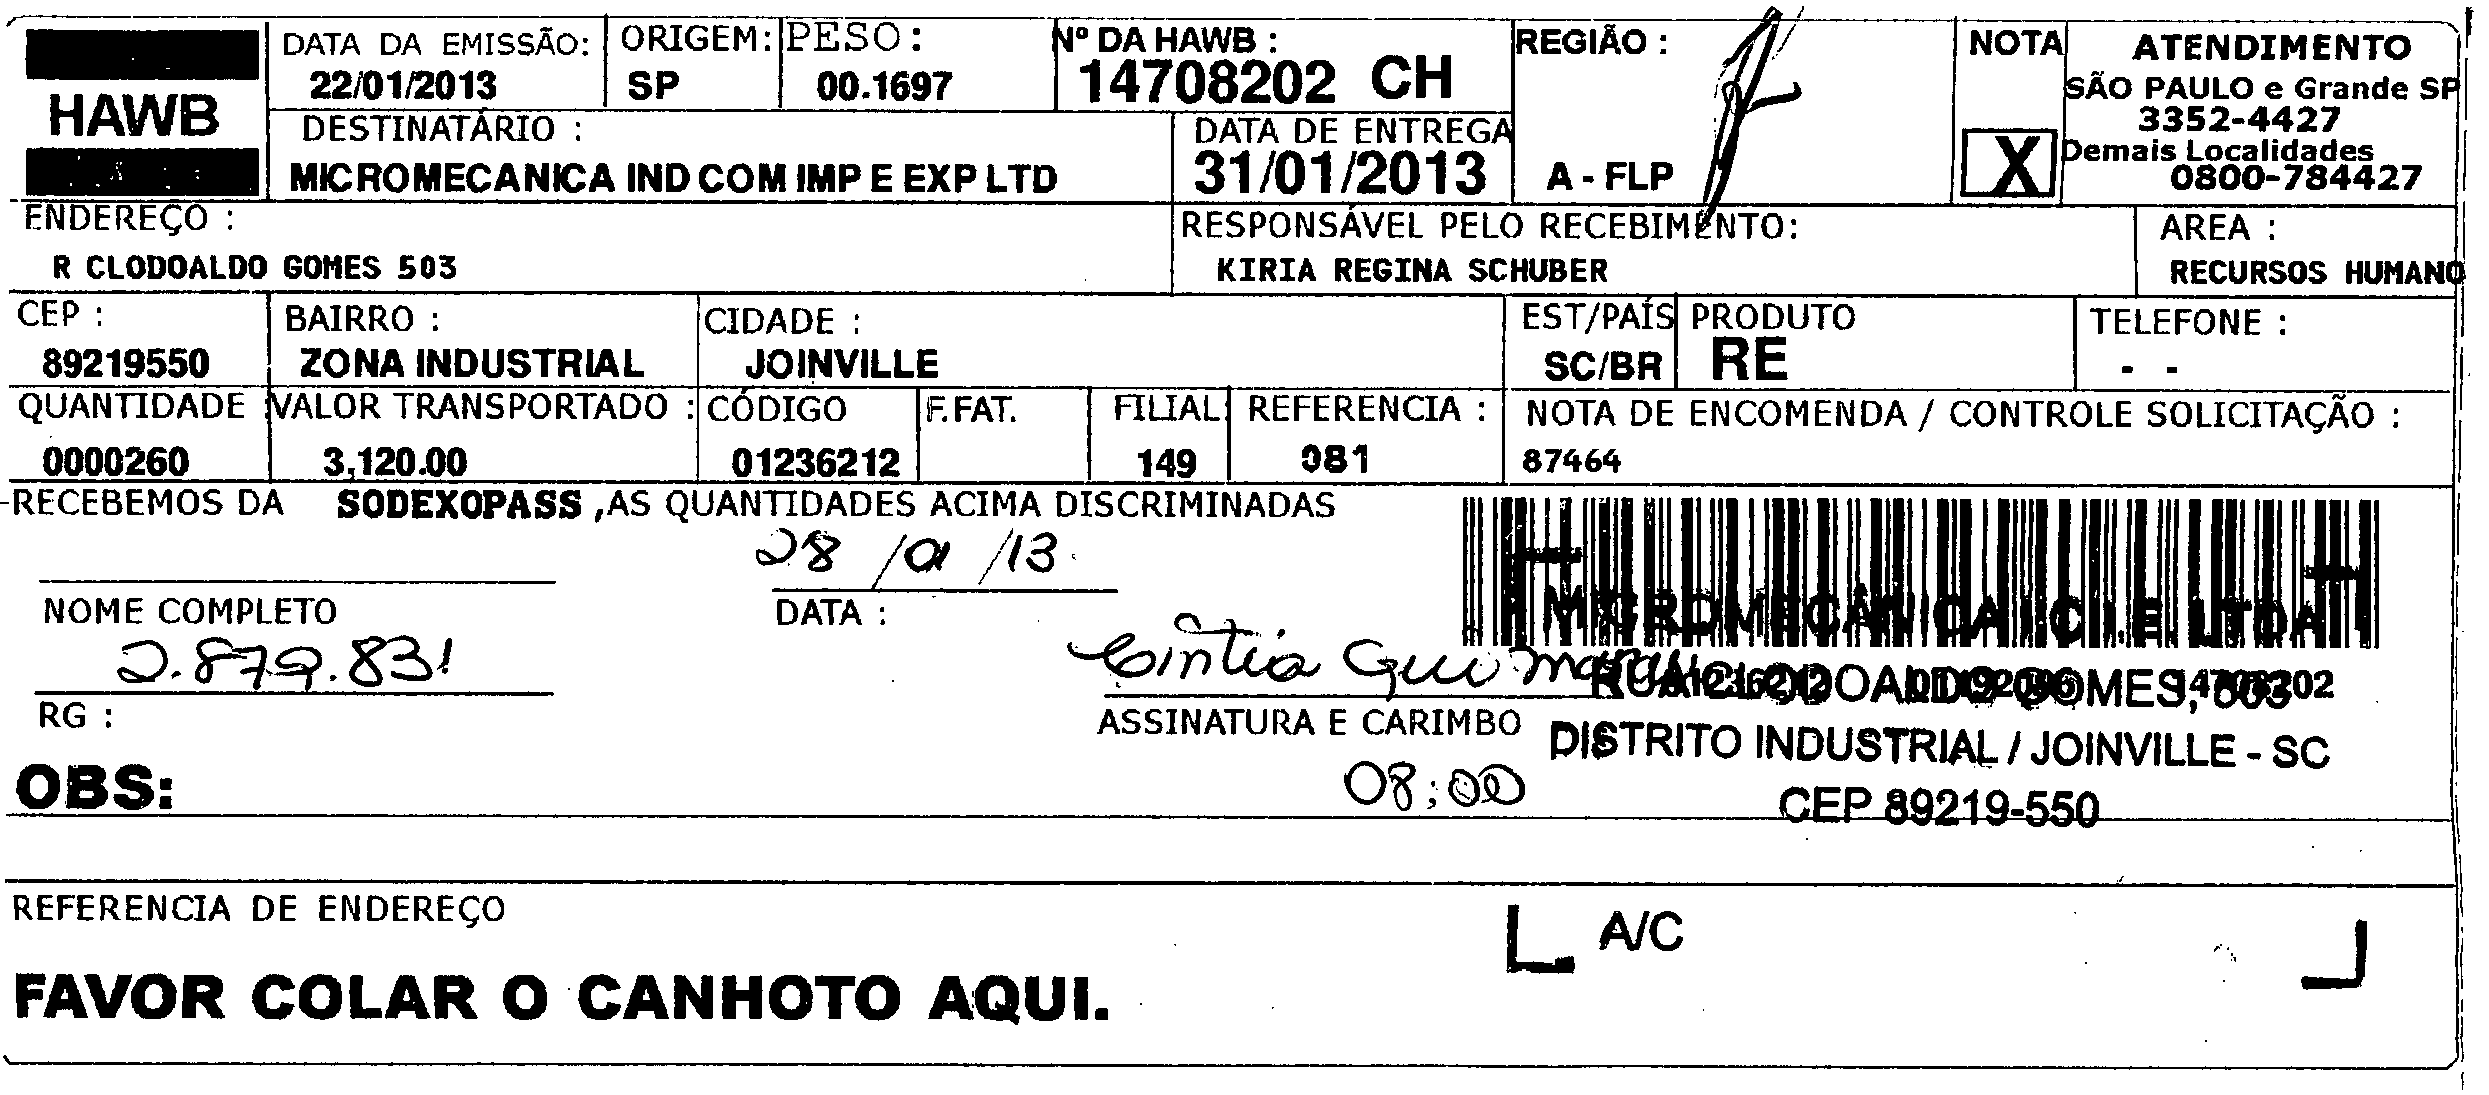 HAWB
DATA DA EMISSÃO: ORIGEM: PESO: Nº DA HAWB : REGIÃO : NOTA ATENDIMENTO
22/01/2013 SP 00.1697 14708202 CH SÃO PAULO e Grande SP
3352-4427
DESTINATÁRIO : DATA DE ENTREGA Demais Localidades
MICROMECANICA IND COM IMP E EXP LTD 31/01/2013 A - FLP X 0800-784427
ENDEREÇO : RESPONSÁVEL PELO RECEBIMENTO: AREA :
R CLODOALDO GOMES 503 KIRIA REGINA SCHUBER RECURSOS HUMANO
CEP : BAIRRO : CIDADE : EST/PAÍS PRODUTO TELEFONE :
89219550 ZONA INDUSTRIAL JOINVILLE SC/BR RE - -
QUANTIDADE VALOR TRANSPORTADO : CÓDIGO F.FAT. FILIAL REFERENCIA : NOTA DE ENCOMENDA / CONTROLE SOLICITAÇÃO :
0000260 3,120.00 01236212 149 081 87464
RECEBEMOS DA SODEXOPASS ,AS QUANTIDADES ACIMA DISCRIMINADAS
28 /01 /13
NOME COMPLETO DATA :
MICROMECÂNICA I.C.I.E. LTDA
2.879.831 Cintia
RUA CLODOALDO GOMES, 503
RG : ASSINATURA E CARIMBO
DISTRITO INDUSTRIAL / JOINVILLE - SC
OBS: 08:00
CEP 89219-550
REFERENCIA DE ENDEREÇO
A/C
FAVOR COLAR O CANHOTO AQUI.